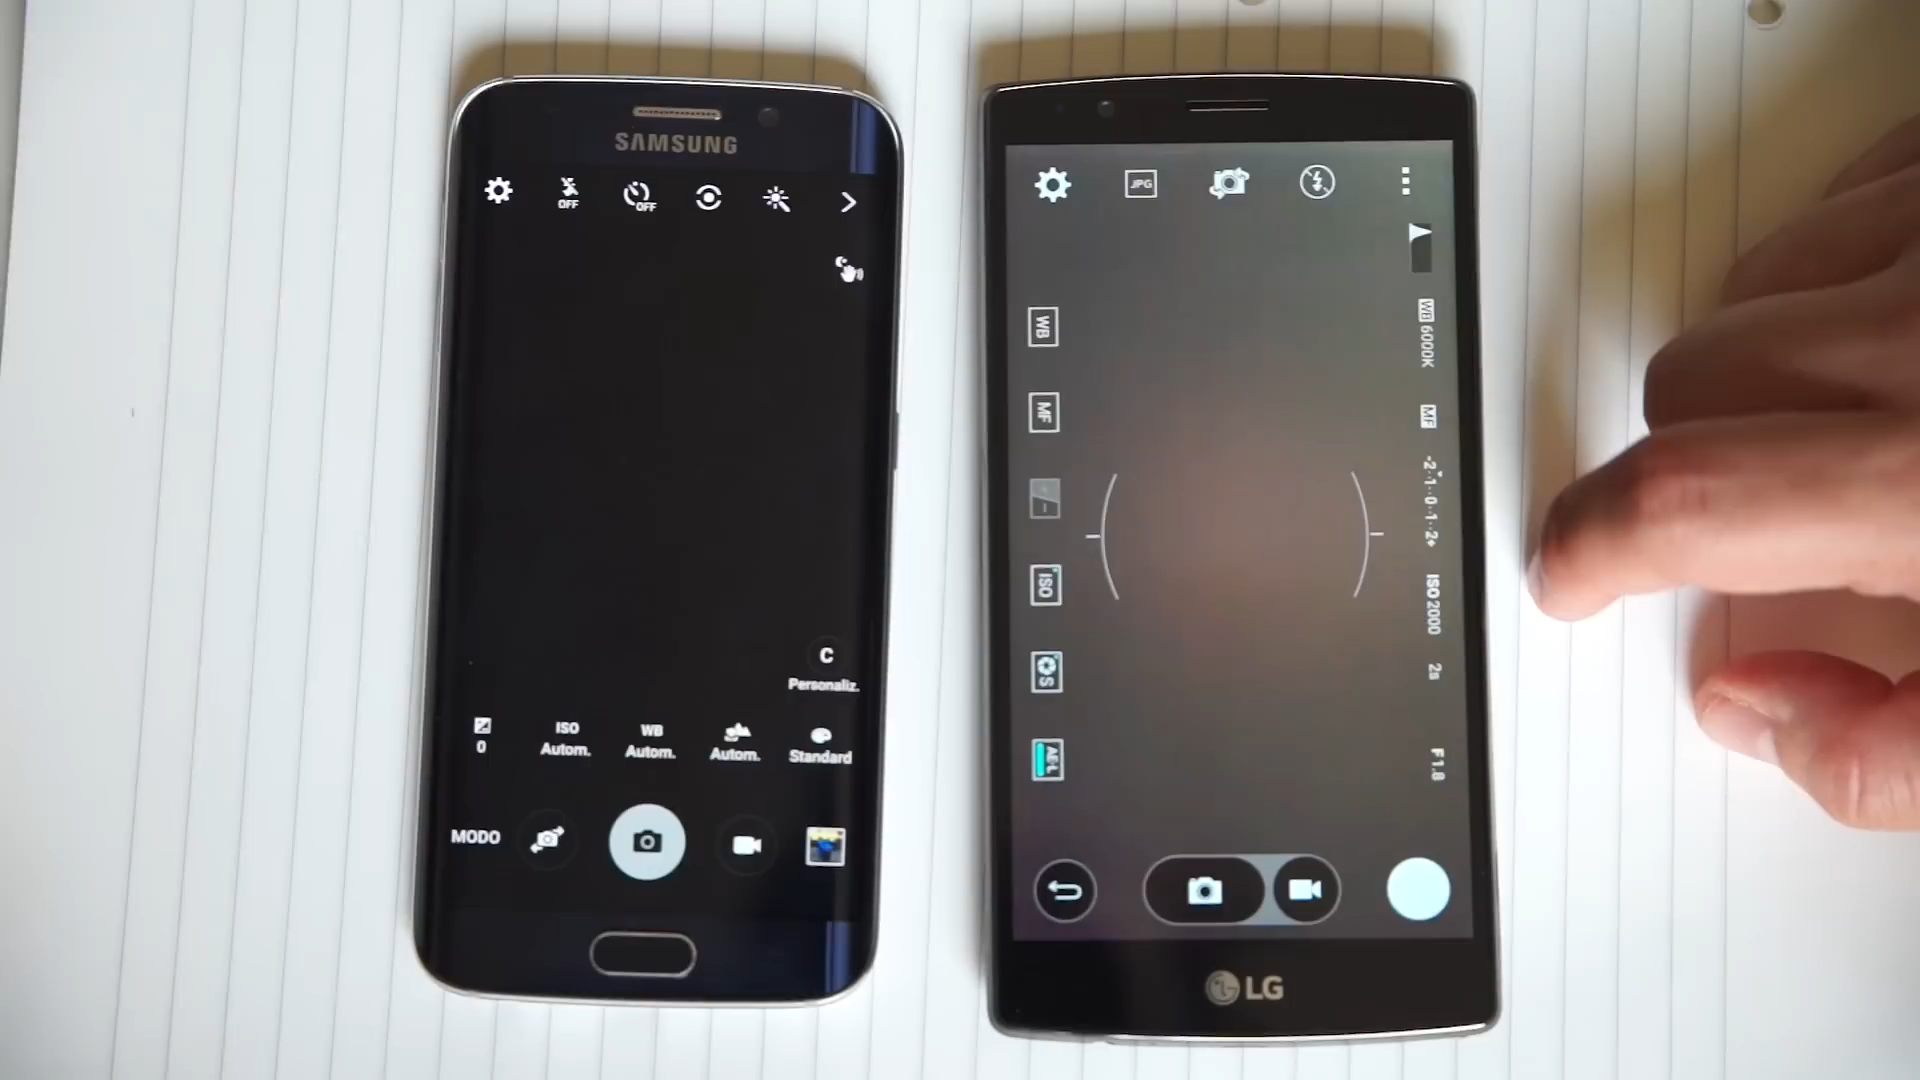 SAMSUNG
OFF
OFF
C
Personaliz.
0
ISO
Autom.
WB
Autom.
Autom.
Standard
MODO
JPG
WB
MF
ISO
S
AE-L
WB 6000K
MF
-2··1··0··1··2+
ISO 2000
2s
F1.8
LG